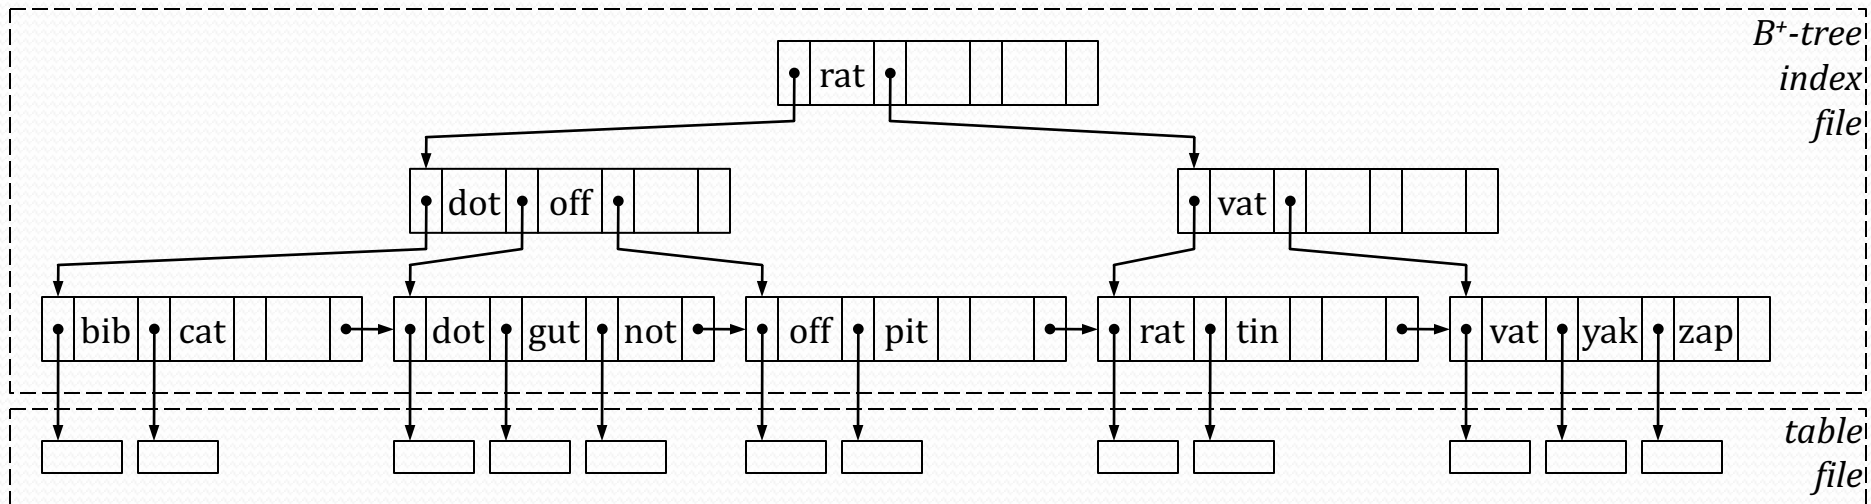 B⁺-tree
index
file
rat
dot off
vat
bib cat
dot gut not
off pit
rat tin
vat yak zap
table
file